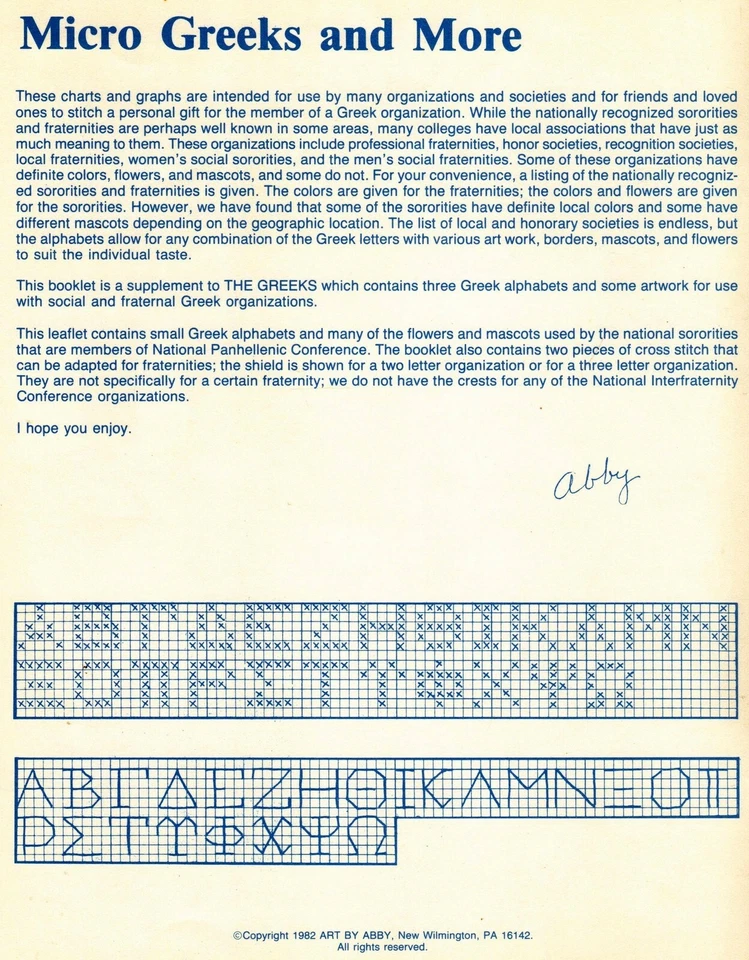 Micro Greeks and More
These charts and graphs are intended for use by many organizations and societies and for friends and loved
ones to stitch a personal gift for the member of a Greek organization. While the nationally recognized sororities
and fraternities are perhaps well known in some areas, many colleges have local associations that have just as
much meaning to them. These organizations include professional fraternities, honor societies, recognition societies,
local fraternities, women's social sororities, and the men's social fraternities. Some of these organizations have
definite colors, flowers, and mascots, and some do not. For your convenience, a listing of the nationally recogniz-
ed sororities and fraternities is given. The colors are given for the fraternities; the colors and flowers are given
for the sororities. However, we have found that some of the sororities have definite local colors and some have
different mascots depending on the geographic location. The list of local and honorary societies is endless, but
the alphabets allow for any combination of the Greek letters with various art work, borders, mascots, and flowers
to suit the individual taste.
This booklet is a supplement to THE GREEKS which contains three Greek alphabets and some artwork for use
with social and fraternal Greek organizations.
This leaflet contains small Greek alphabets and many of the flowers and mascots used by the national sororities
that are members of National Panhellenic Conference. The booklet also contains two pieces of cross stitch that
can be adapted for fraternities; the shield is shown for a two letter organization or for a three letter organization.
They are not specifically for a certain fraternity; we do not have the crests for any of the National Interfraternity
Conference organizations.
I hope you enjoy.
Abby
ΑΒΓΔΕΖΗΘΙΚΛΜΝΞΟΠ
ΡΣΤΥΦΧΨΩ
©Copyright 1982 ART BY ABBY, New Wilmington, PA 16142.
All rights reserved.